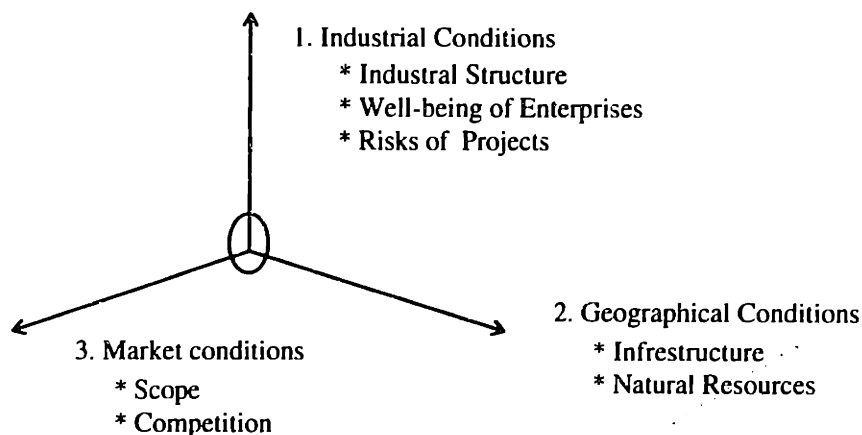 1. Industrial Conditions
* Industral Structure
* Well-being of Enterprises
* Risks of Projects
2. Geographical Conditions
* Infrestructure
* Natural Resources
3. Market conditions
* Scope
* Competition